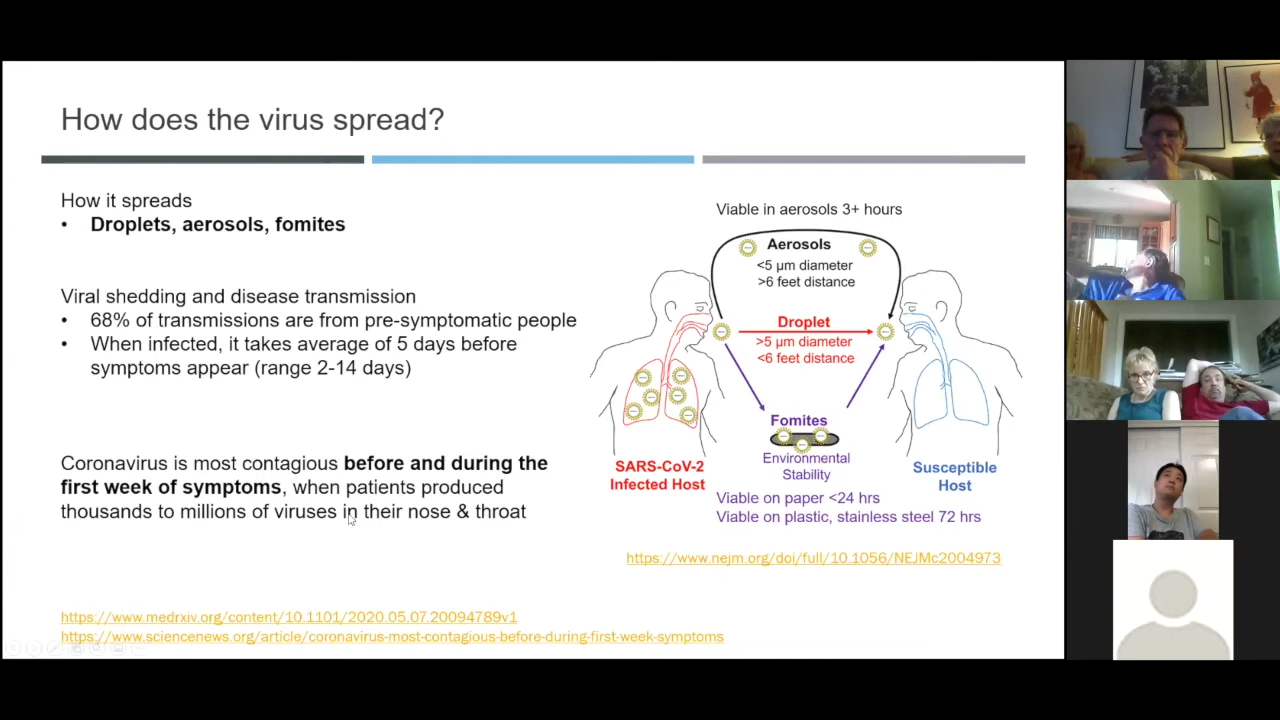 How does the virus spread?
How it spreads
• Droplets, aerosols, fomites
Viral shedding and disease transmission
• 68% of transmissions are from pre-symptomatic people
• When infected, it takes average of 5 days before
symptoms appear (range 2-14 days)
Coronavirus is most contagious before and during the
first week of symptoms, when patients produced
thousands to millions of viruses in their nose & throat
https://www.medrxiv.org/content/10.1101/2020.05.07.20094789v1
https://www.sciencenews.org/article/coronavirus-most-contagious-before-during-first-week-symptoms
Viable in aerosols 3+ hours
Aerosols
<5 μm diameter
>6 feet distance
Droplet
>5 μm diameter
<6 feet distance
Fomites
Environmental
Stability
SARS-CoV-2
Infected Host
Susceptible
Host
Viable on paper <24 hrs
Viable on plastic, stainless steel 72 hrs
https://www.nejm.org/doi/full/10.1056/NEJMc2004973